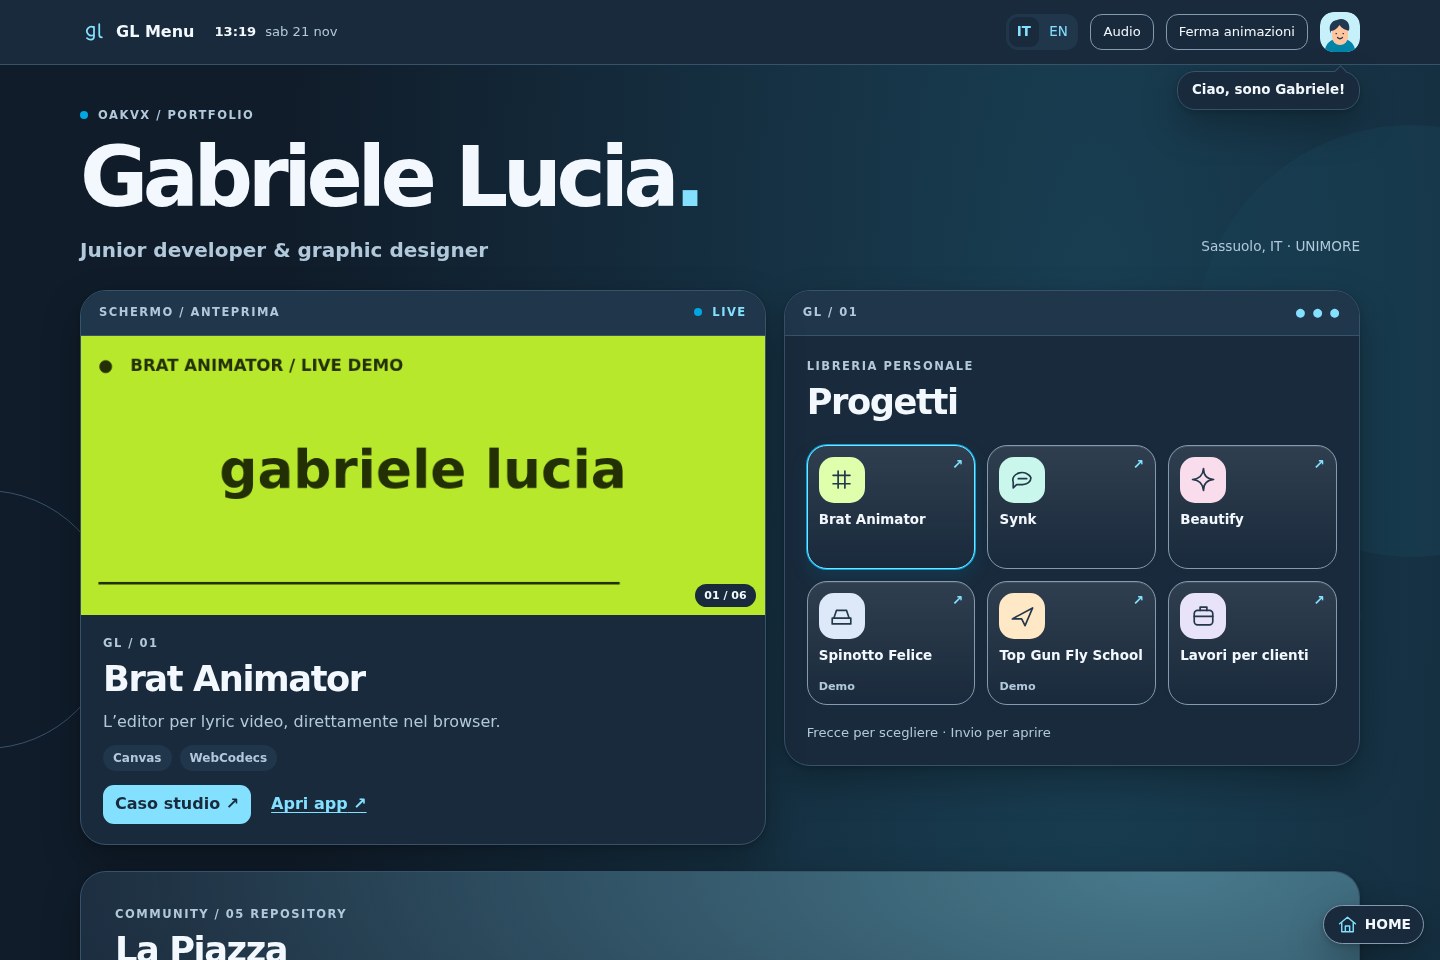 gl GL Menu 13:19 sab 21 nov
IT EN Audio Ferma animazioni
Ciao, sono Gabriele!
OAKVX / PORTFOLIO
Gabriele Lucia.
Junior developer & graphic designer
Sassuolo, IT · UNIMORE
SCHERMO / ANTEPRIMA
LIVE
BRAT ANIMATOR / LIVE DEMO
gabriele lucia
01 / 06
GL / 01
Brat Animator
L’editor per lyric video, direttamente nel browser.
Canvas WebCodecs
Caso studio ↗ Apri app ↗
GL / 01
LIBRERIA PERSONALE
Progetti
↗
Brat Animator
↗
Synk
↗
Beautify
↗
Spinotto Felice
Demo
↗
Top Gun Fly School
Demo
↗
Lavori per clienti
Frecce per scegliere · Invio per aprire
COMMUNITY / 05 REPOSITORY
La Piazza
HOME